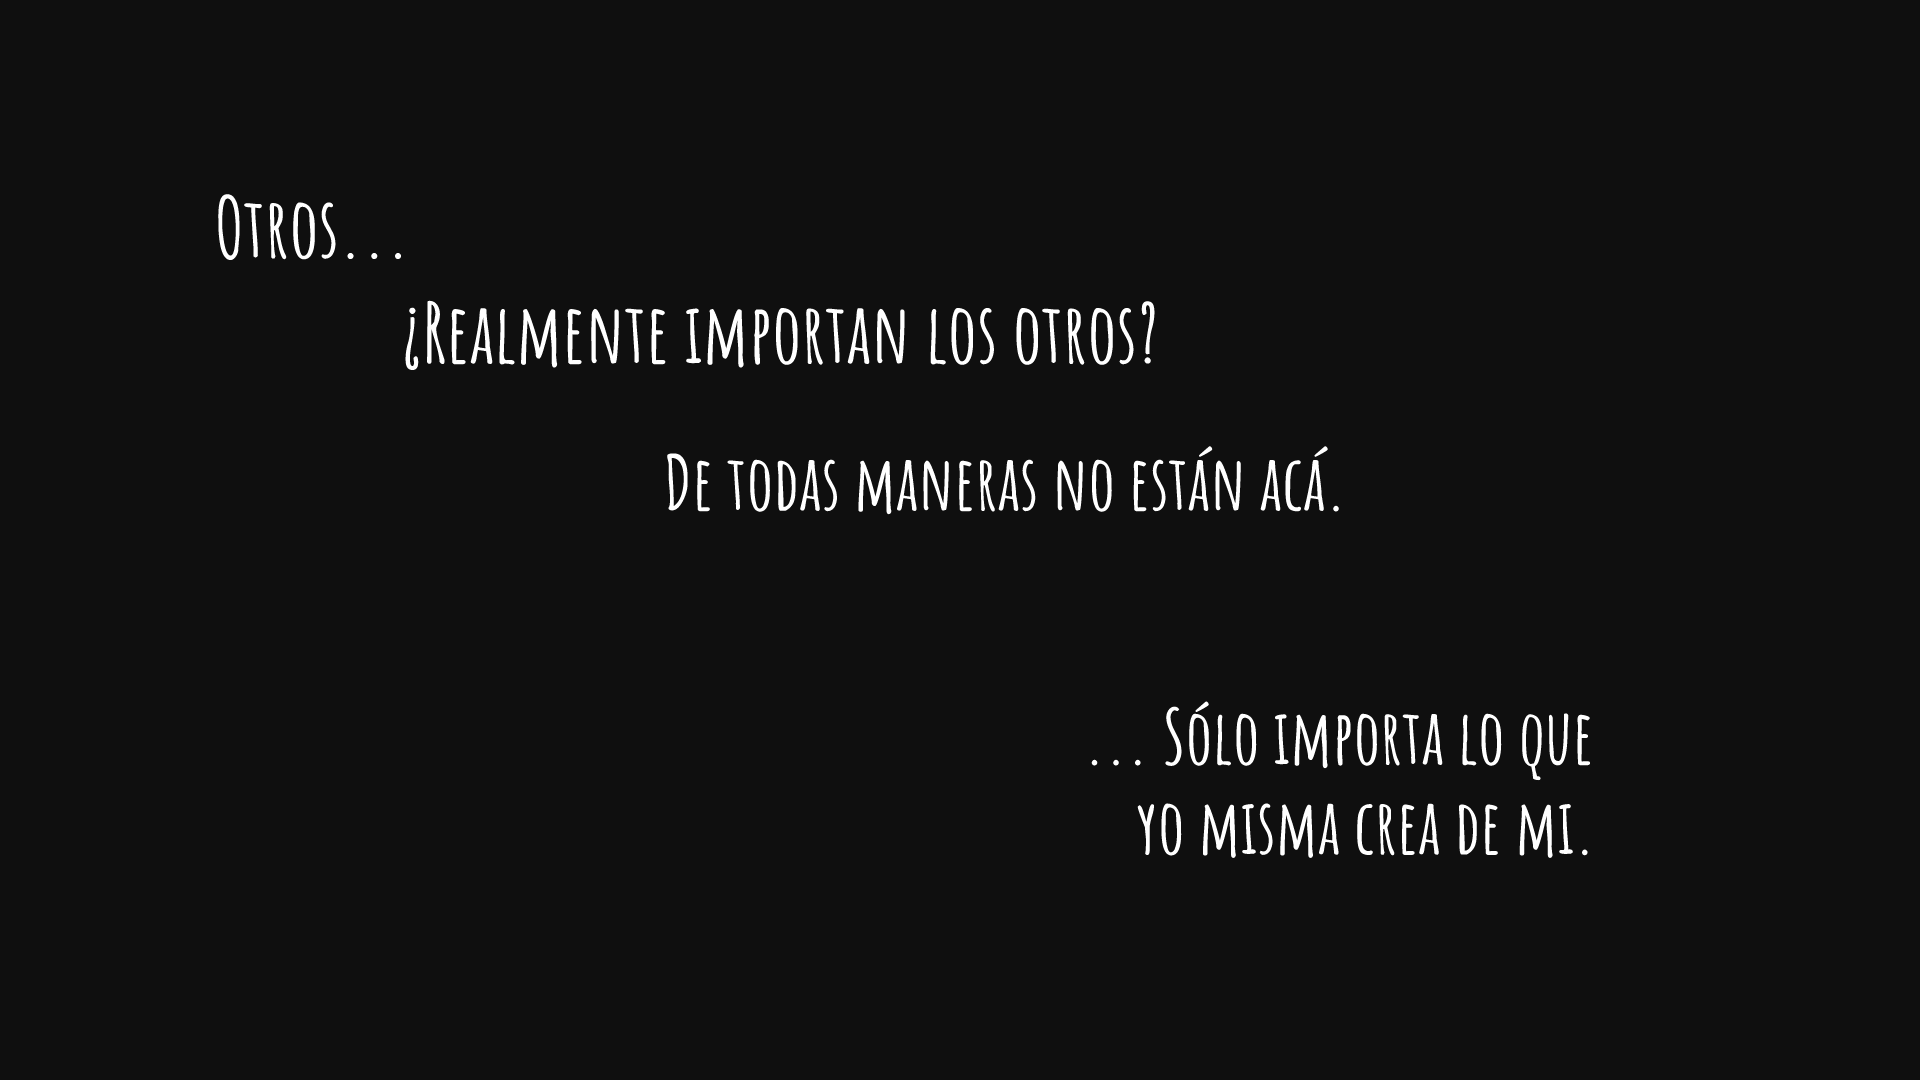 Otros...
¿Realmente importan los otros?
De todas maneras no están acá.
... Sólo importa lo que
yo misma crea de mi.